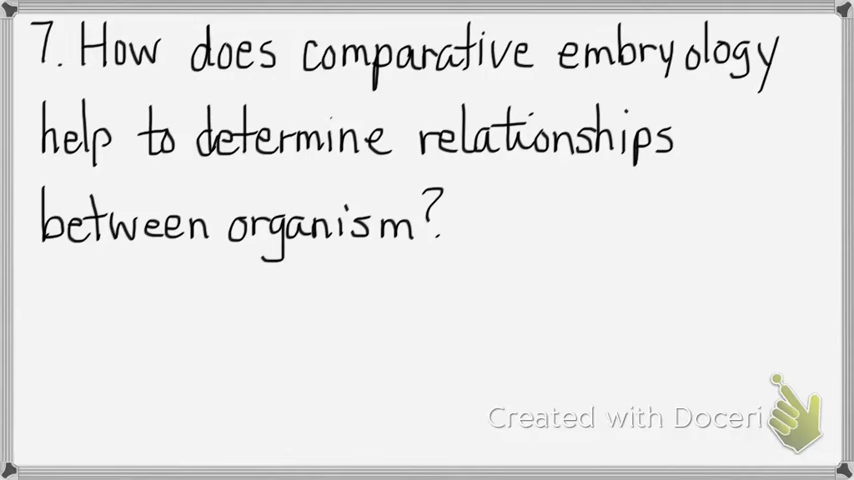 7. How does comparative embryology
help to determine relationships
between organism?
Created with Doceri